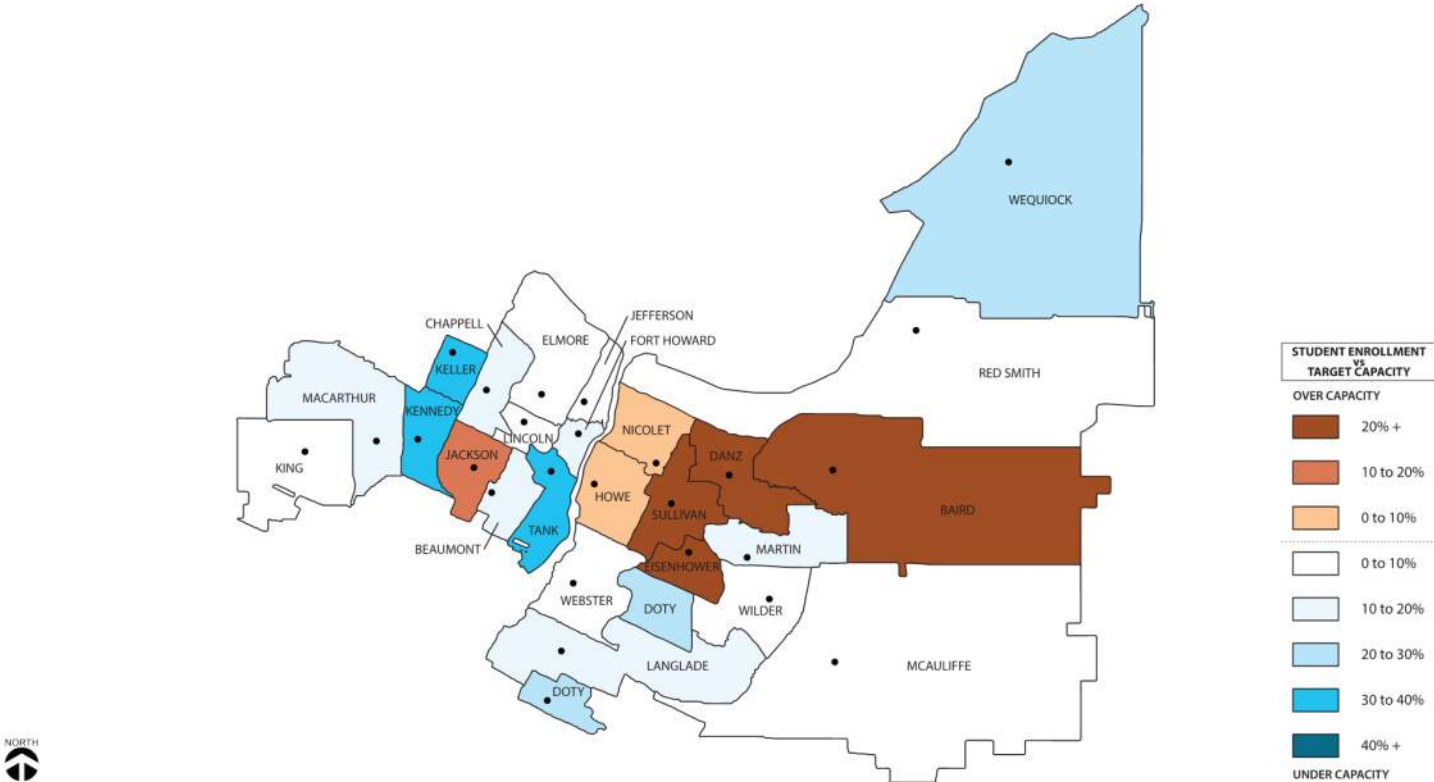 WEQUIOCK
JEFFERSON
CHAPPELL
ELMORE
FORT HOWARD
KELLER
RED SMITH
MACARTHUR
KENNEDY
NICOLET
LINCOLN
JACKSON
DANZ
KING
HOWE
BAIRD
SULLIVAN
TANK
BEAUMONT
MARTIN
EISENHOWER
WEBSTER
DOTY
WILDER
LANGLADE
MCAULIFFE
DOTY
STUDENT ENROLLMENT
vs
TARGET CAPACITY
OVER CAPACITY
20% +
10 to 20%
0 to 10%
0 to 10%
10 to 20%
20 to 30%
30 to 40%
40% +
UNDER CAPACITY
NORTH